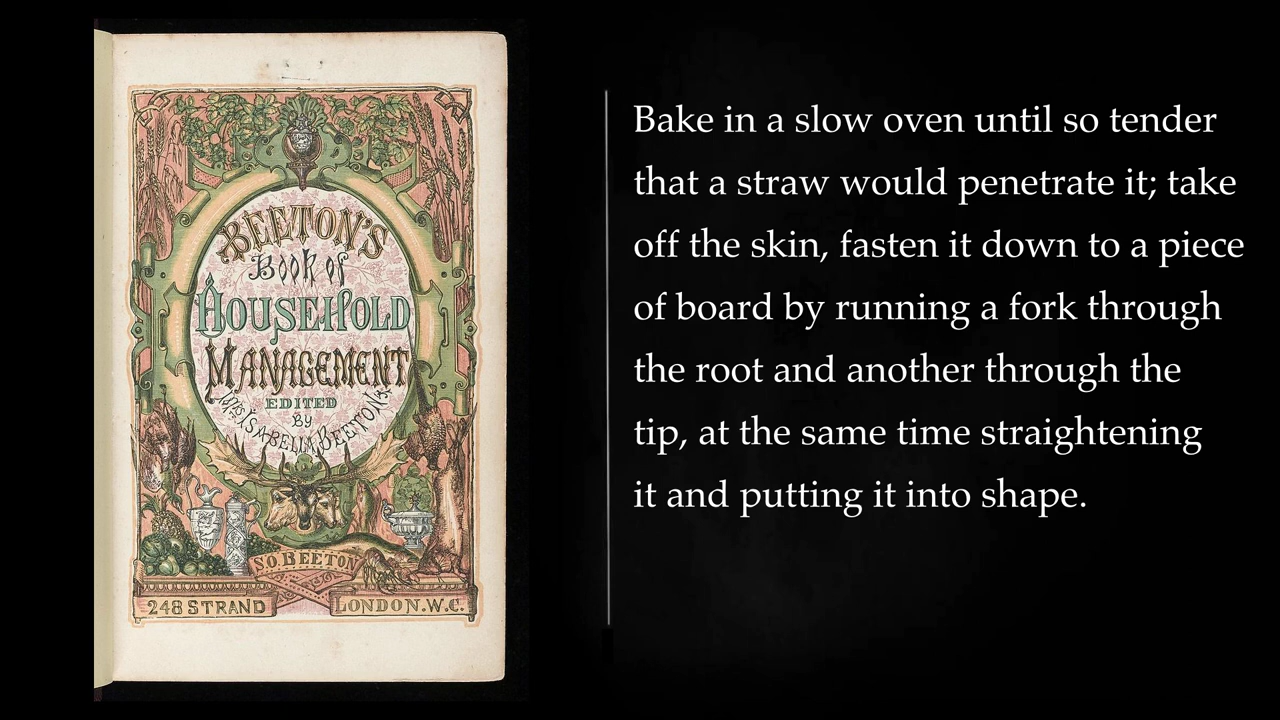 BEETON'S
Book of
HOUSEHOLD
MANAGEMENT
EDITED
By
Mrs. ISABELLA BEETON.
S.O. BEETON
248 STRAND
LONDON. W.C.
Bake in a slow oven until so tender
that a straw would penetrate it; take
off the skin, fasten it down to a piece
of board by running a fork through
the root and another through the
tip, at the same time straightening
it and putting it into shape.